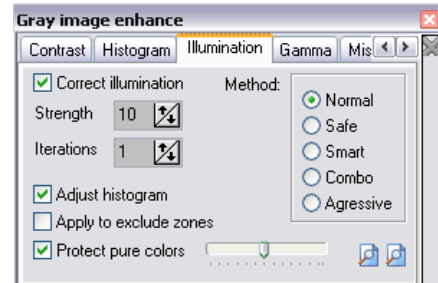 Gray image enhance
Contrast Histogram Illumination Gamma Mis
Correct illumination Method:
Normal
Strength 10
Safe
Iterations 1
Smart
Combo
Adjust histogram
Agressive
Apply to exclude zones
Protect pure colors